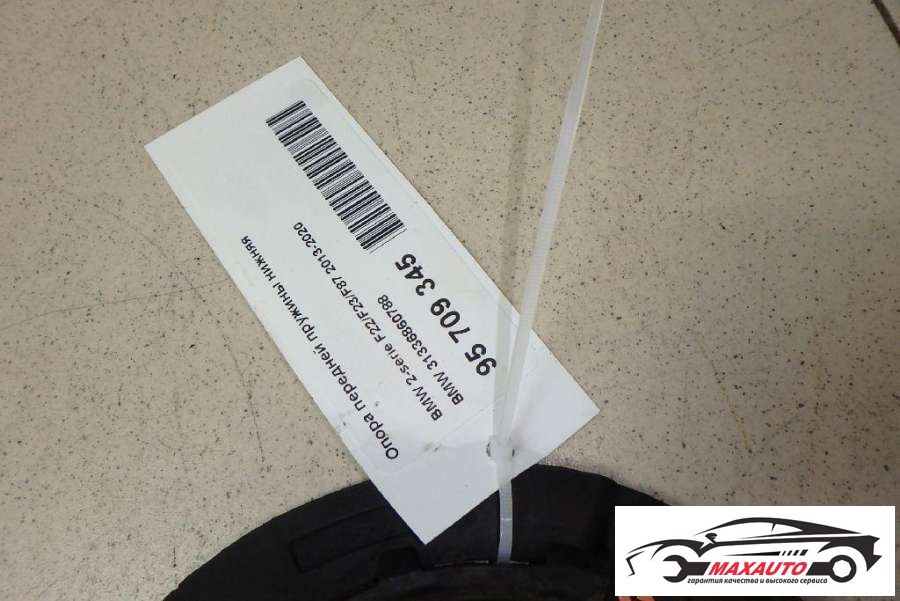 Опора передней пружины нижняя
BMW 2-serie F22/F23/F87 2013-2020
BMW 31336860788
95 709 345
MAXAUTO
гарантия качества и высокого сервиса